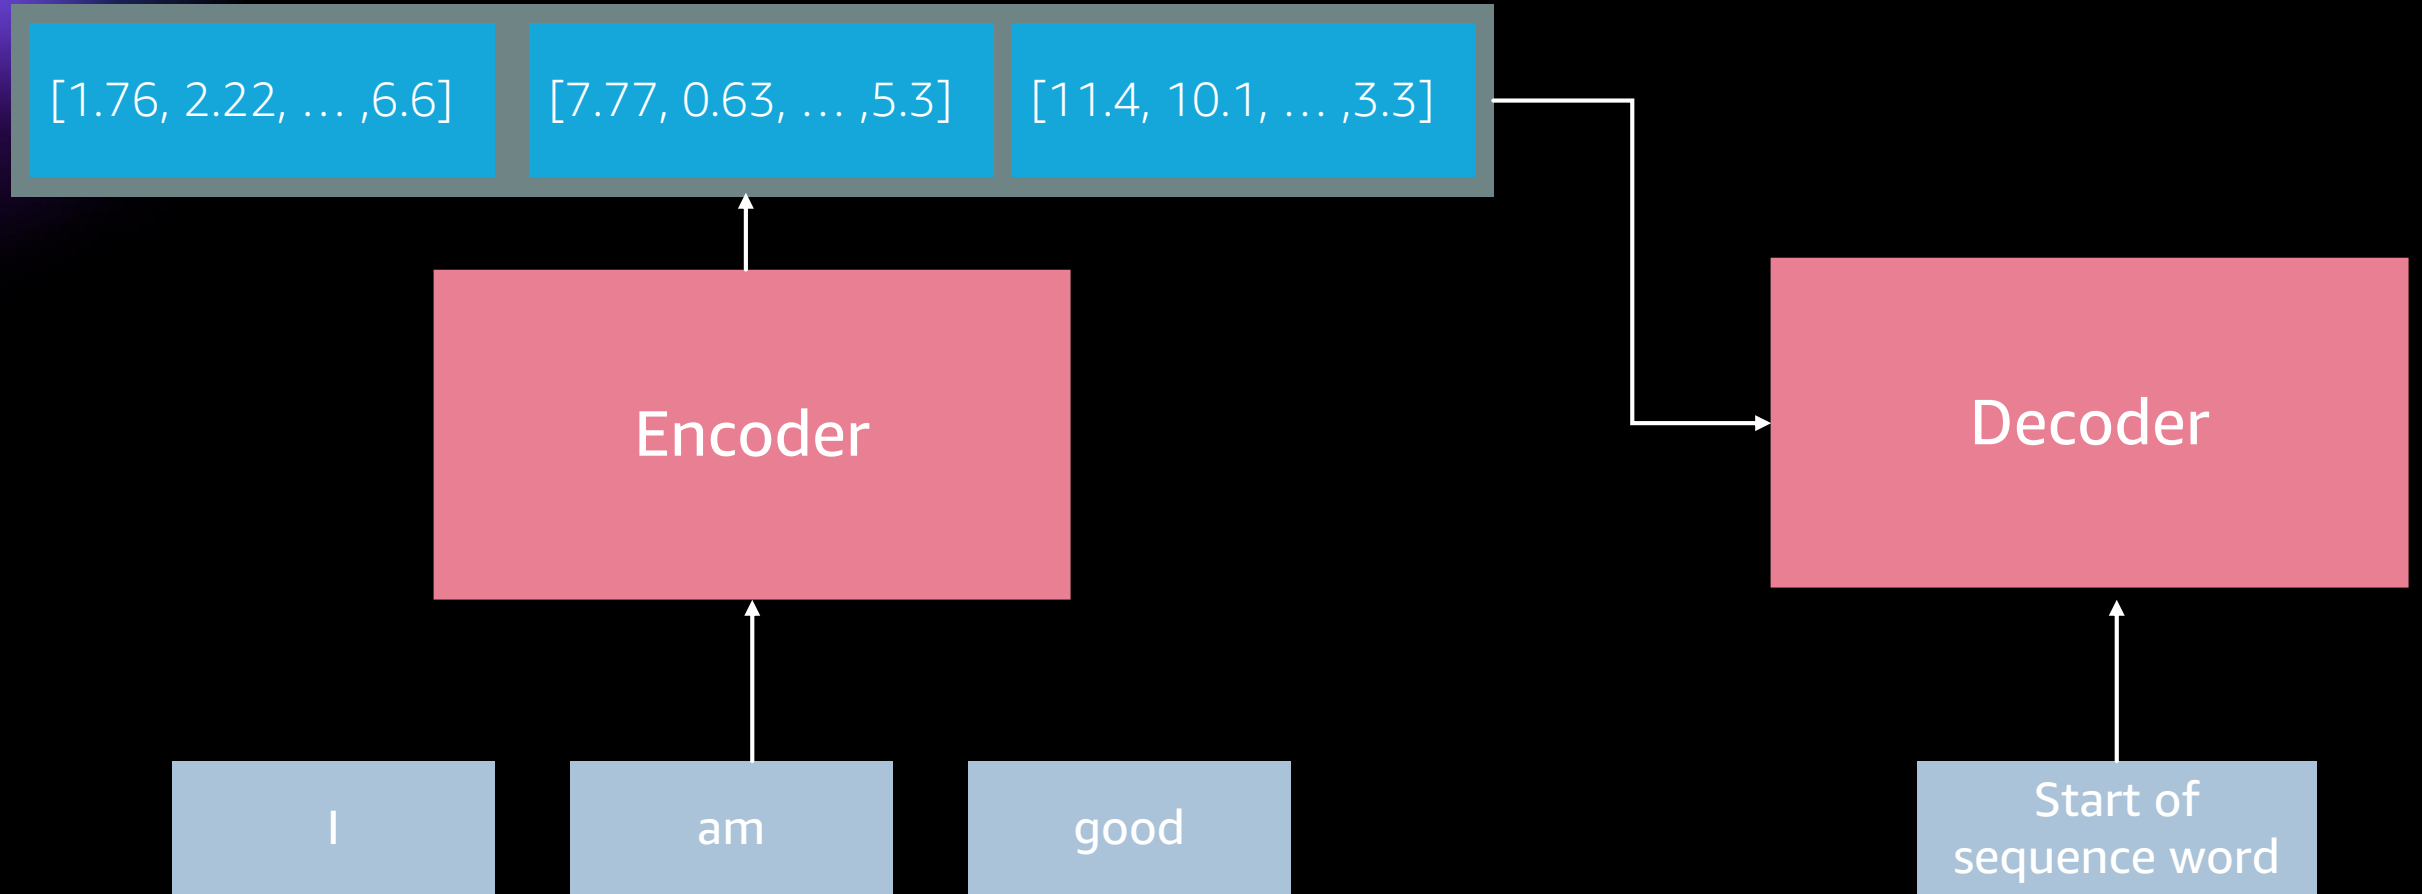 [1.76, 2.22, ... ,6.6]
[7.77, 0.63, ... ,5.3]
[11.4, 10.1, ... ,3.3]
Encoder
Decoder
I
am
good
Start of
sequence word